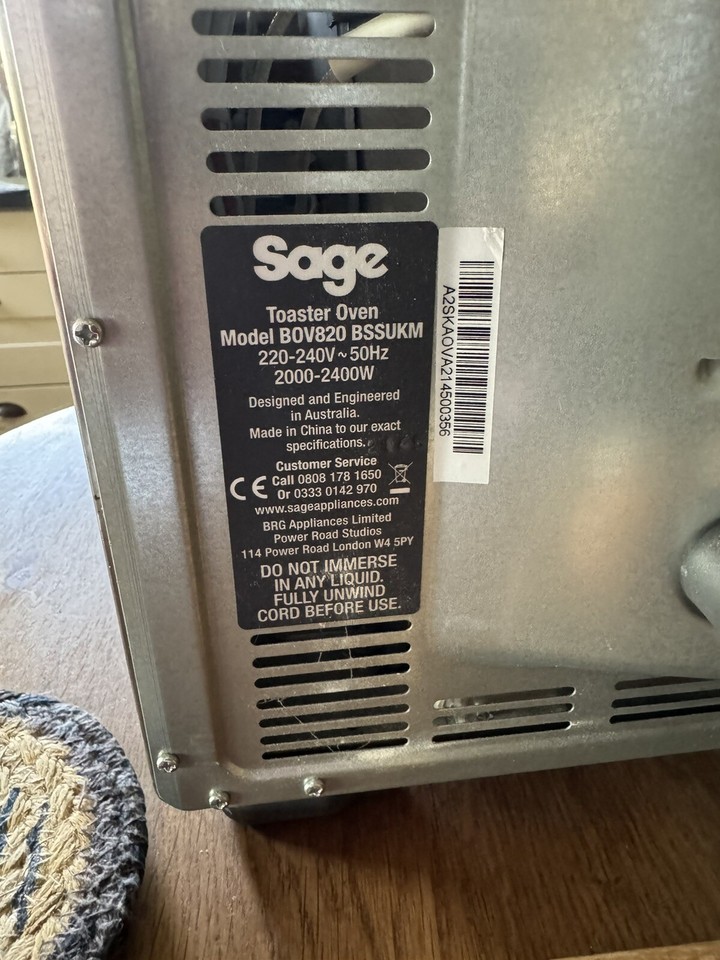 Sage
Toaster Oven
Model BOV820 BSSUKM
220-240V ~ 50Hz
2000-2400W
Designed and Engineered
in Australia.
Made in China to our exact
specifications.
Customer Service
Call 0808 178 1650
Or 0333 0142 970
CE
www.sageappliances.com
BRG Appliances Limited
Power Road Studios
114 Power Road London W4 5PY
DO NOT IMMERSE
IN ANY LIQUID.
FULLY UNWIND
CORD BEFORE USE.
A2SKAOVA214500356